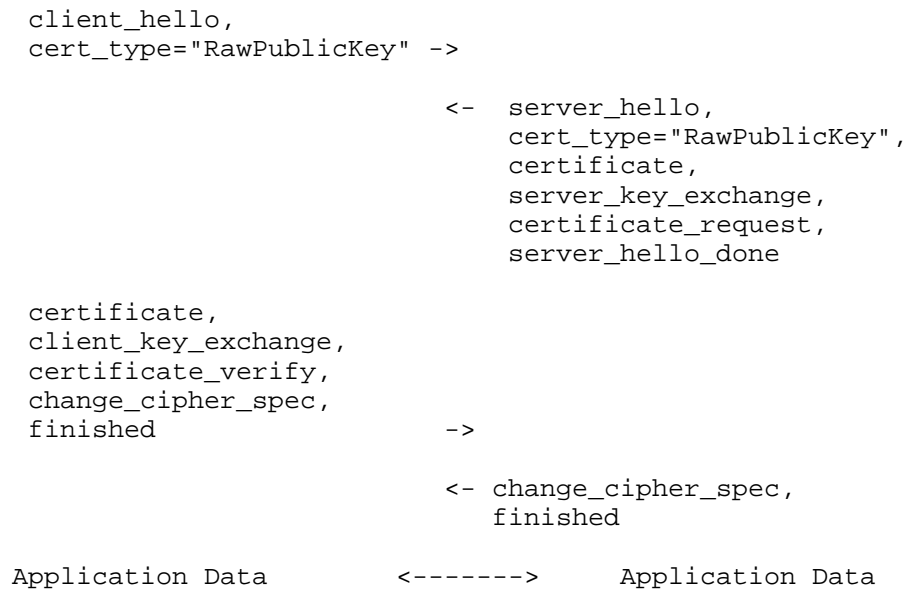 client_hello,
cert_type="RawPublicKey" ->
<- server_hello,
cert_type="RawPublicKey",
certificate,
server_key_exchange,
certificate_request,
server_hello_done
certificate,
client_key_exchange,
certificate_verify,
change_cipher_spec,
finished ->
<- change_cipher_spec,
finished
Application Data <-------> Application Data